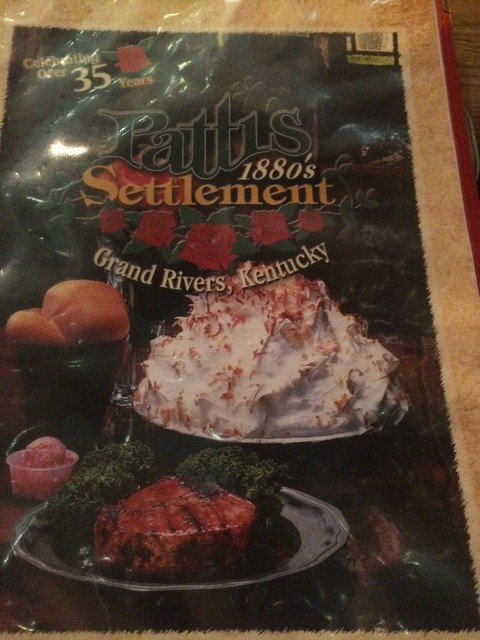 Celebrating
Over 35 Years
Patti's
1880's
Settlement
Grand Rivers, Kentucky